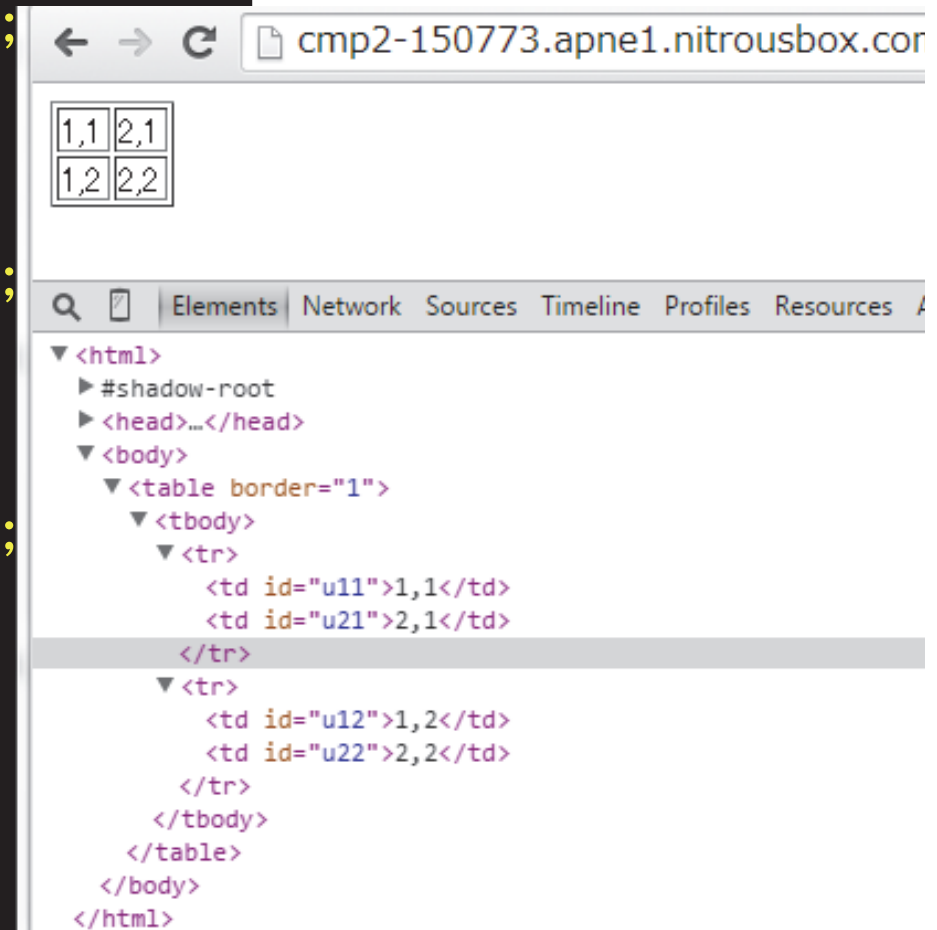 ;
cmp2-150773.apne1.nitrousbox.com
1,1 2,1
1,2 2,2
;
Elements Network Sources Timeline Profiles Resources A
<html>
#shadow-root
<head>…</head>
<body>
<table border="1">
<tbody>
;
<tr>
<td id="u11">1,1</td>
<td id="u21">2,1</td>
</tr>
<tr>
<td id="u12">1,2</td>
<td id="u22">2,2</td>
</tr>
</tbody>
</table>
</body>
</html>